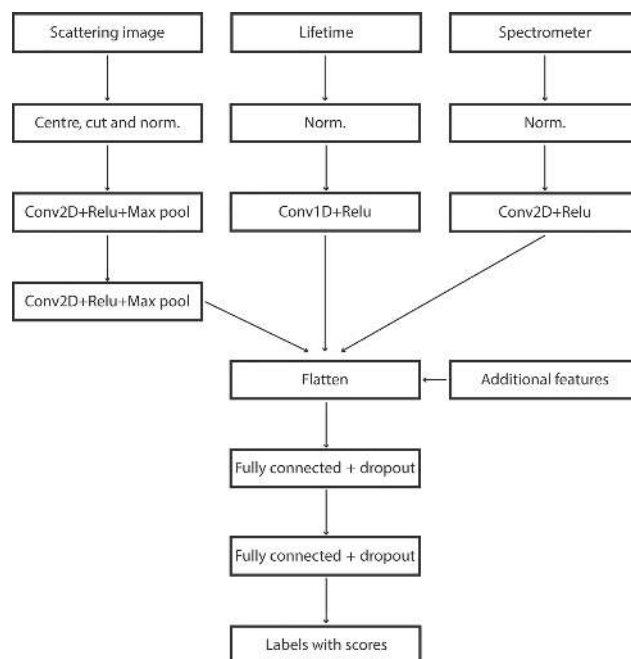 Scattering image
Lifetime
Spectrometer
Centre, cut and norm.
Norm.
Norm.
Conv2D+Relu+Max pool
Conv1D+Relu
Conv2D+Relu
Conv2D+Relu+Max pool
Flatten
Additional features
Fully connected + dropout
Fully connected + dropout
Labels with scores